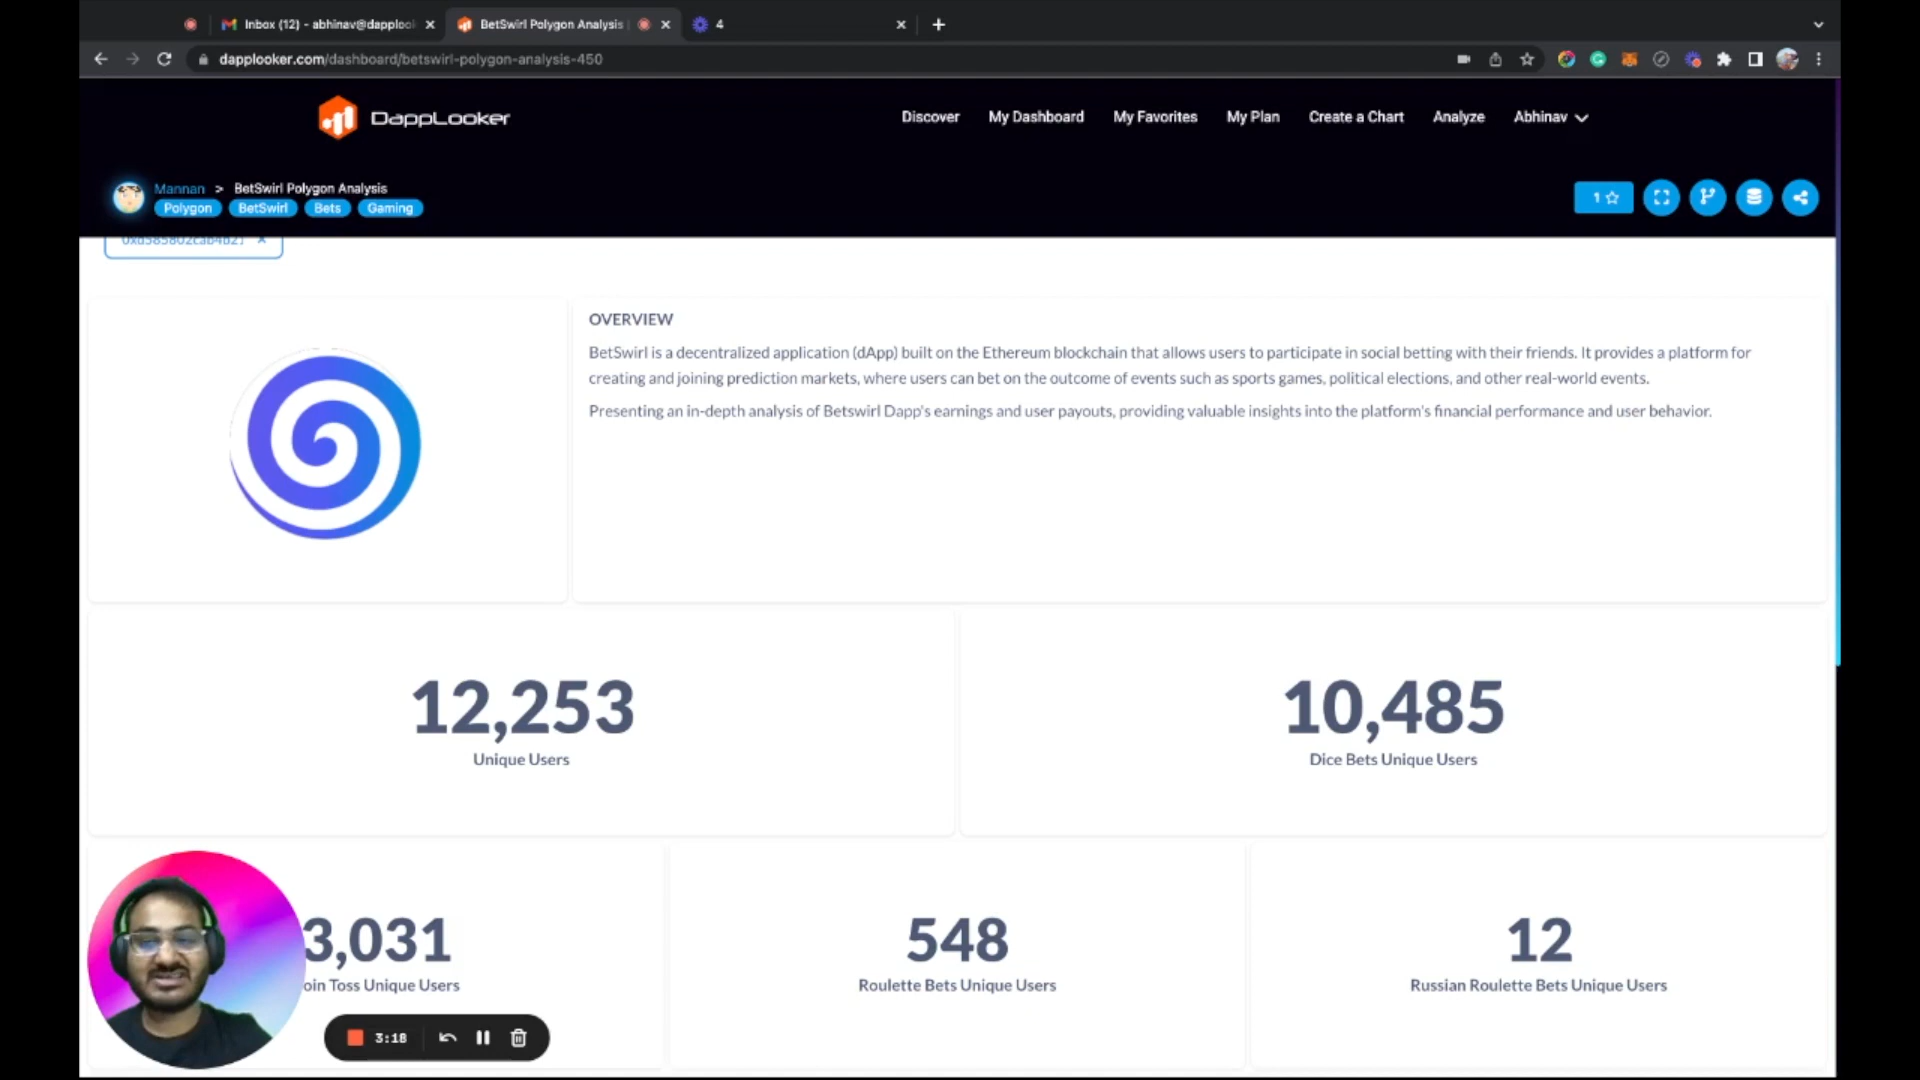 Inbox (12) - abhinav@dapploo
BetSwirl Polygon Analysis
4
dapplooker.com/dashboard/betswirl-polygon-analysis-450
DappLooker
Discover
My Dashboard
My Favorites
My Plan
Create a Chart
Analyze
Abhinav
Mannan > BetSwirl Polygon Analysis
Polygon
BetSwirl
Bets
Gaming
1
OVERVIEW
BetSwirl is a decentralized application (dApp) built on the Ethereum blockchain that allows users to participate in social betting with their friends. It provides a platform for
creating and joining prediction markets, where users can bet on the outcome of events such as sports games, political elections, and other real-world events.
Presenting an in-depth analysis of Betswirl Dapp's earnings and user payouts, providing valuable insights into the platform's financial performance and user behavior.
12,253
Unique Users
10,485
Dice Bets Unique Users
3,031
oin Toss Unique Users
548
Roulette Bets Unique Users
12
Russian Roulette Bets Unique Users
3:18